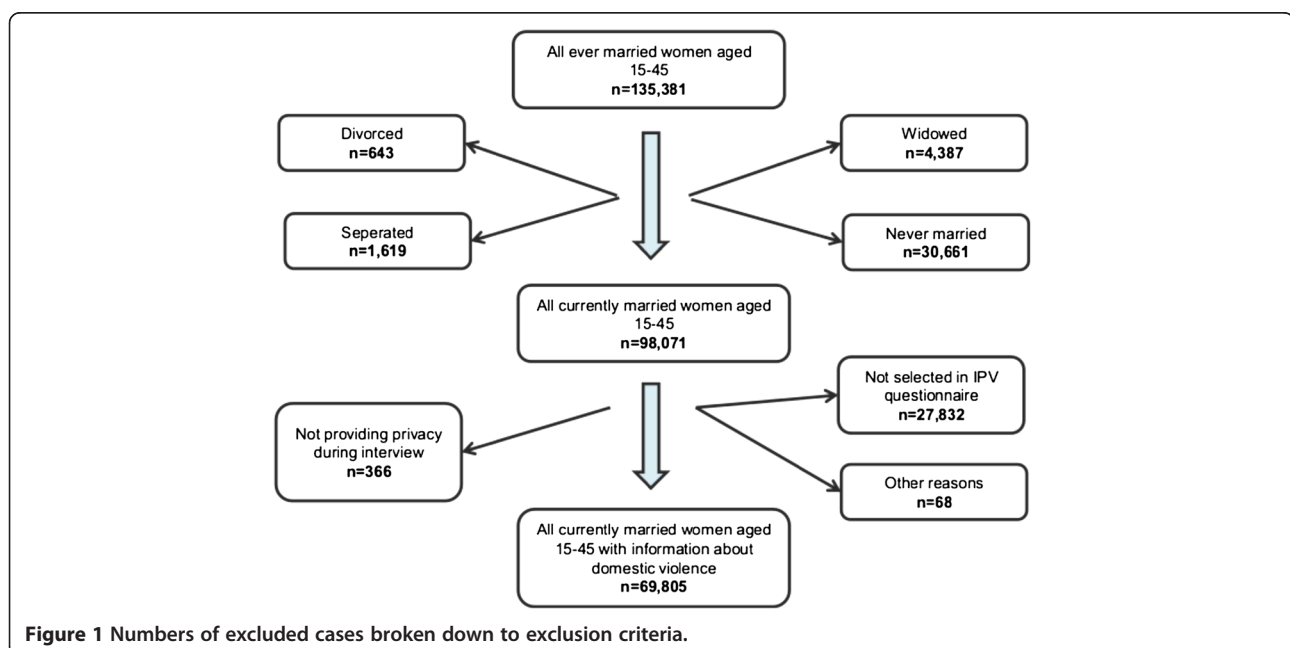 All ever married women aged
15-45
n=135,381
Divorced
n=643
Widowed
n=4,387
Seperated
n=1,619
Never married
n=30,661
All currently married women aged
15-45
n=98,071
Not selected in IPV
questionnaire
n=27,832
Not providing privacy
during interview
n=366
Other reasons
n=68
All currently married women aged
15-45 with information about
domestic violence
n=69,805
Figure 1 Numbers of excluded cases broken down to exclusion criteria.